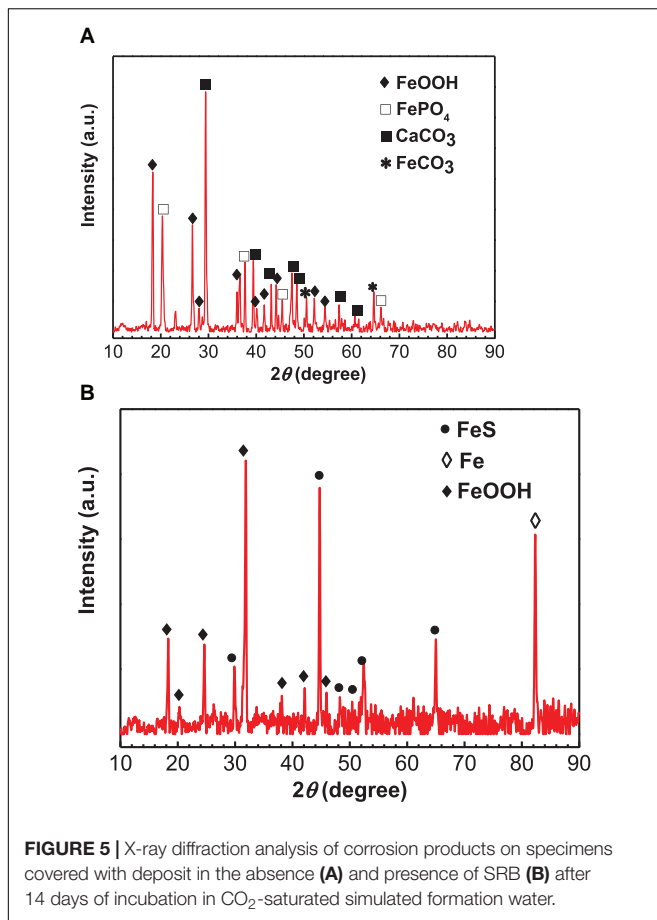 A
Intensity (a.u.)
FeOOH
FePO₄
CaCO₃
FeCO₃
10 20 30 40 50 60 70 80 90
2θ (degree)
B
Intensity (a.u.)
FeS
Fe
FeOOH
10 20 30 40 50 60 70 80 90
2θ (degree)
FIGURE 5 | X-ray diffraction analysis of corrosion products on specimens
covered with deposit in the absence (A) and presence of SRB (B) after
14 days of incubation in CO₂-saturated simulated formation water.